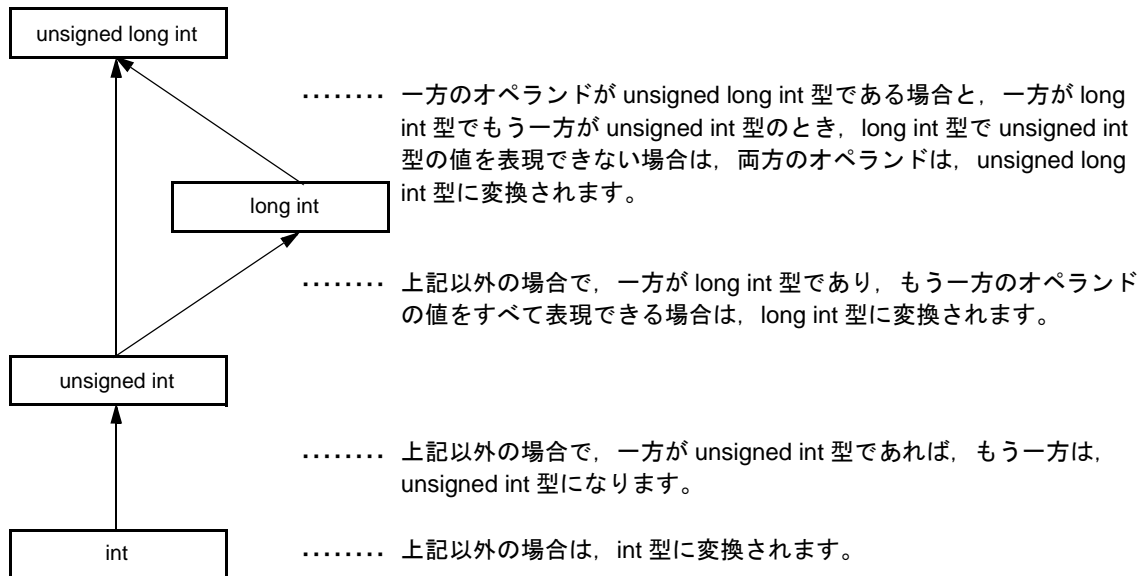 unsigned long int
........ 一方のオペランドが unsigned long int 型である場合と，一方が long
int 型でもう一方が unsigned int 型のとき，long int 型で unsigned int
型の値を表現できない場合は，両方のオペランドは，unsigned long
int 型に変換されます。
long int
........ 上記以外の場合で，一方が long int 型であり，もう一方のオペランド
の値をすべて表現できる場合は，long int 型に変換されます。
unsigned int
........ 上記以外の場合で，一方が unsigned int 型であれば，もう一方は，
unsigned int 型になります。
int
........ 上記以外の場合は，int 型に変換されます。